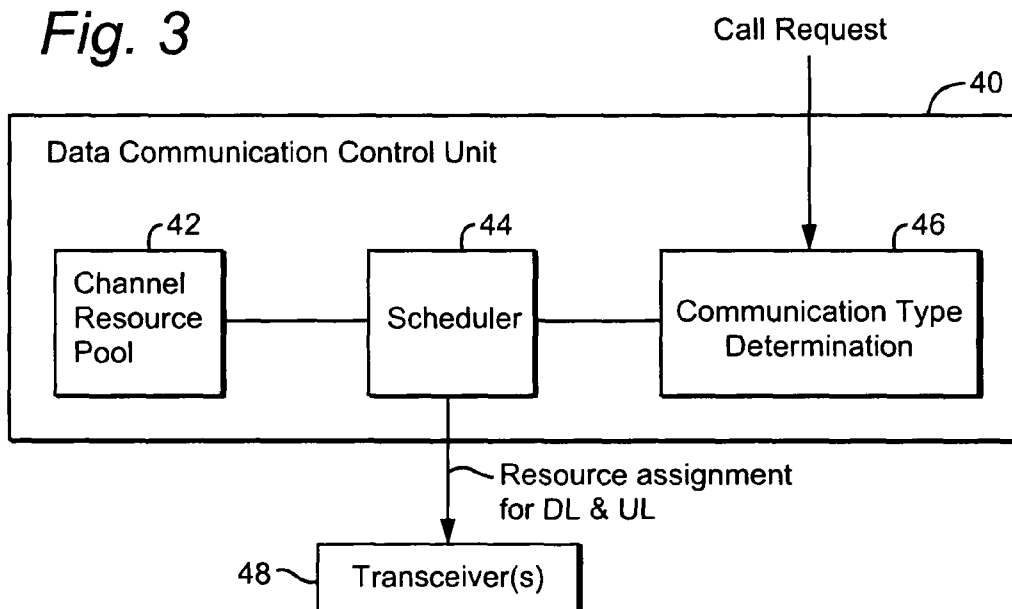 Fig. 3
Call Request
40
Data Communication Control Unit
42
44
46
Channel
Resource
Pool
Scheduler
Communication Type
Determination
Resource assignment
for DL & UL
48
Transceiver(s)